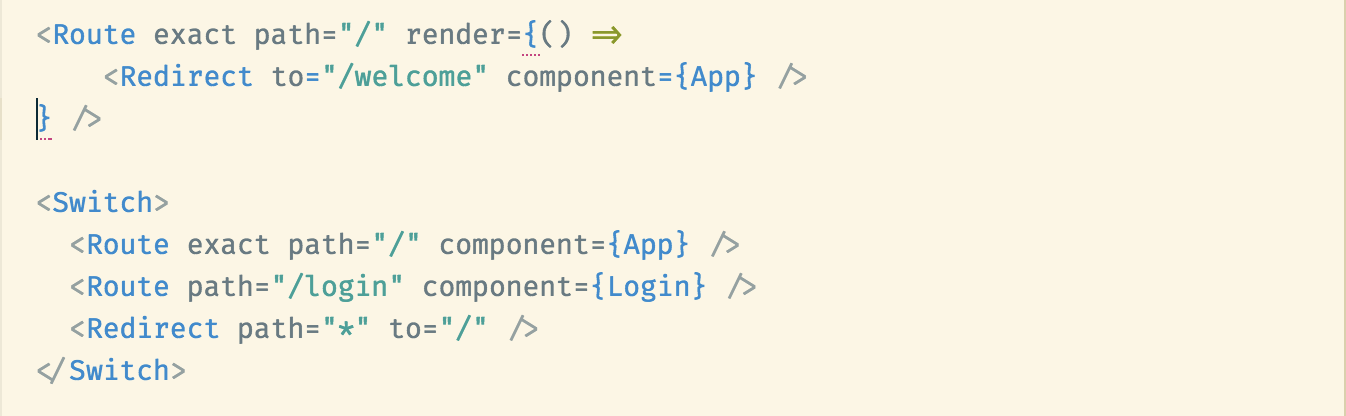 <Route exact path="/" render={() =>
    <Redirect to="/welcome" component={App} />
} />
<Switch>
  <Route exact path="/" component={App} />
  <Route path="/login" component={Login} />
  <Redirect path="*" to="/" />
</Switch>